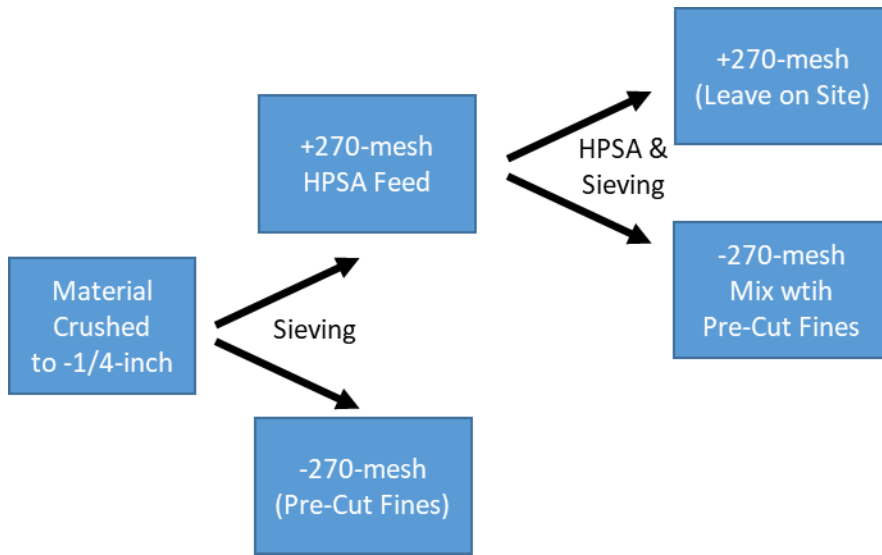 Material
Crushed
to -1/4-inch
Sieving
+270-mesh
HPSA Feed
-270-mesh
(Pre-Cut Fines)
HPSA &
Sieving
+270-mesh
(Leave on Site)
-270-mesh
Mix wtih
Pre-Cut Fines